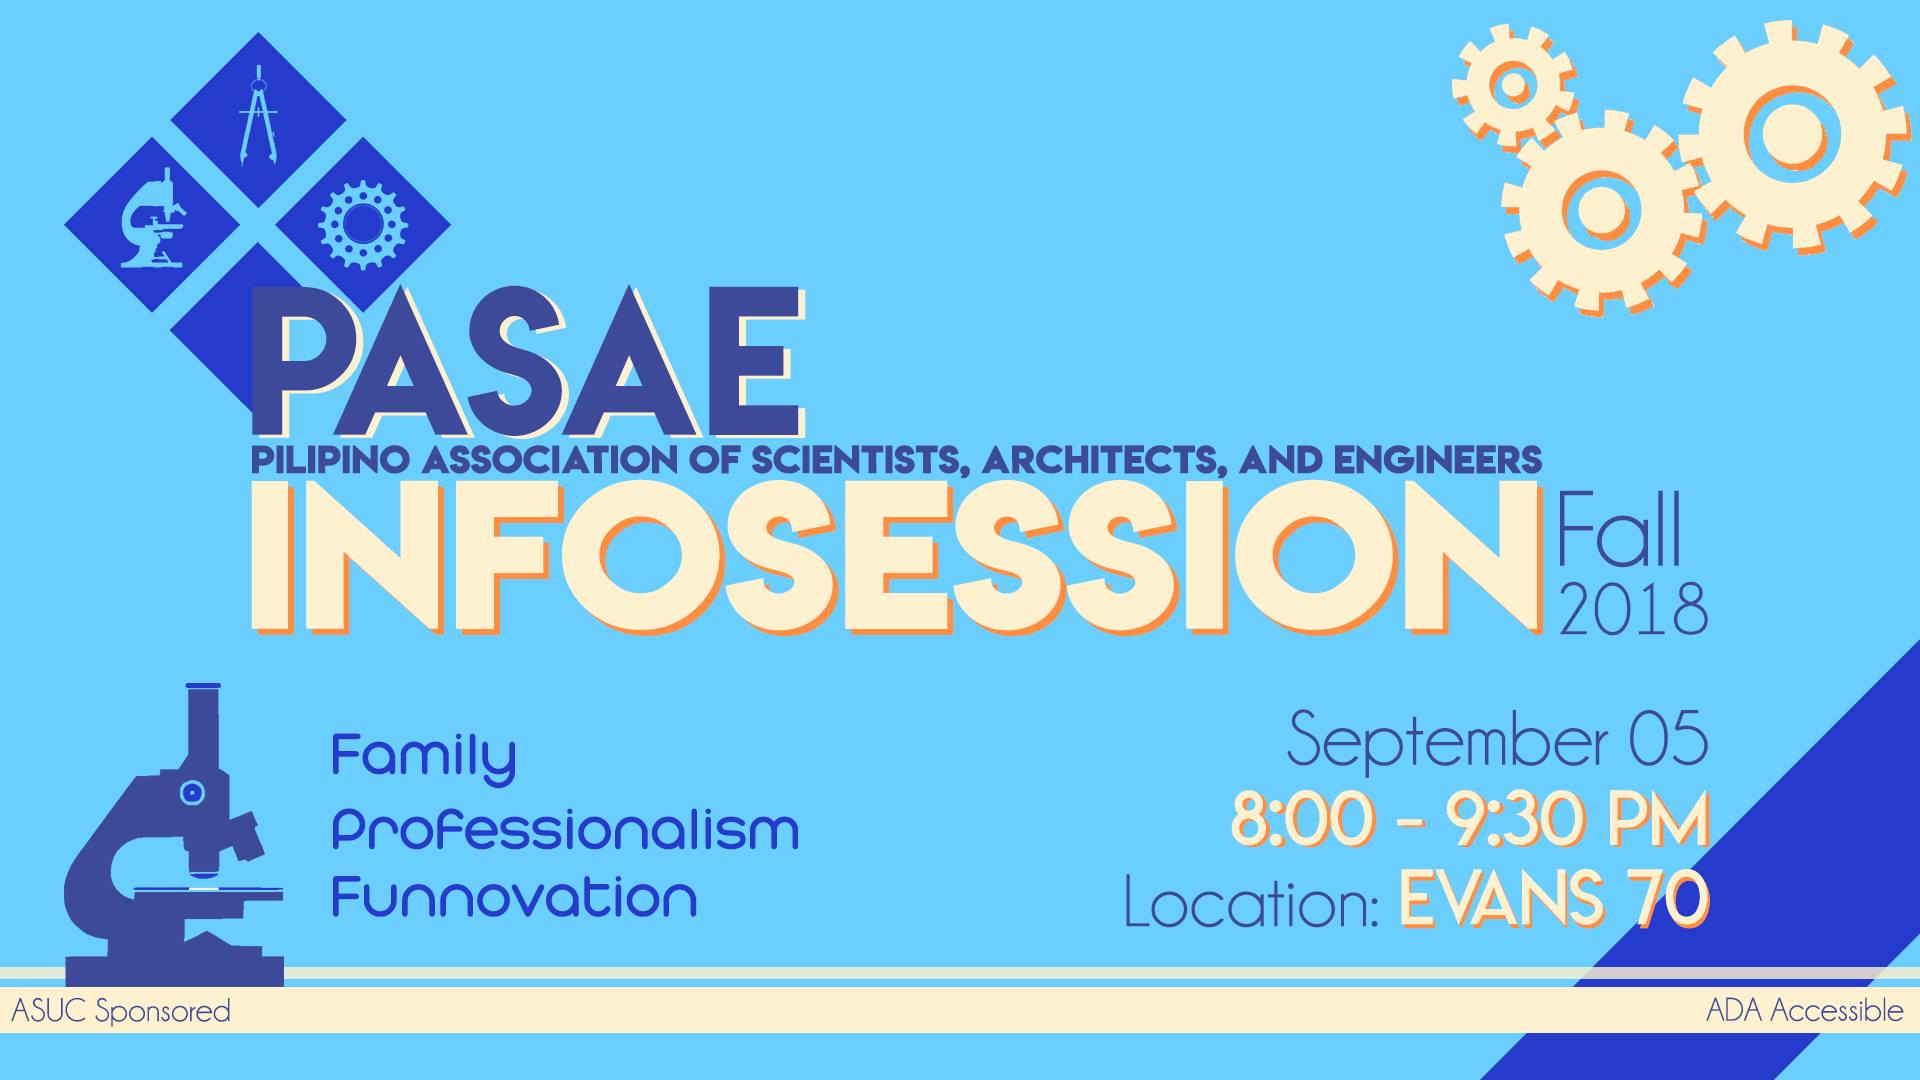 PASAE
PILIPINO ASSOCIATION OF SCIENTISTS, ARCHITECTS, AND ENGINEERS
INFOSESSION
Fall
2018
Family
Professionalism
Funnovation
September 05
8:00 - 9:30 PM
Location: EVANS 70
ASUC Sponsored
ADA Accessible